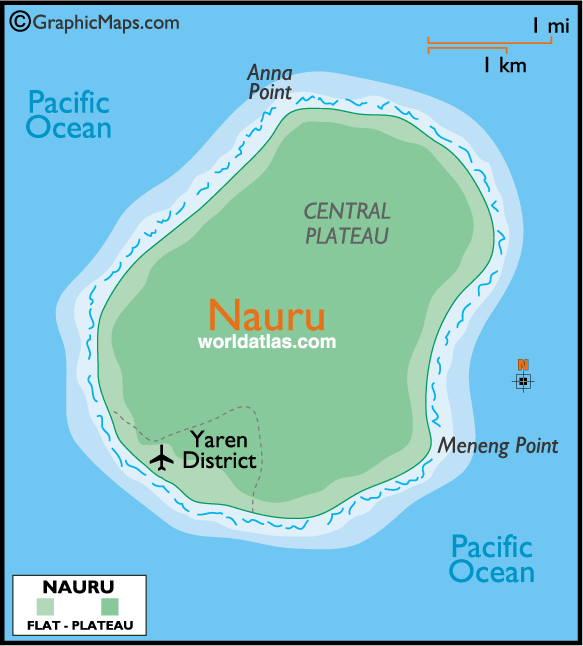 ©GraphicMaps.com
1 mi
1 km
Anna
Point
Pacific
Ocean
CENTRAL
PLATEAU
Nauru
worldatlas.com
N
Yaren
District
Meneng Point
Pacific
Ocean
NAURU
FLAT - PLATEAU